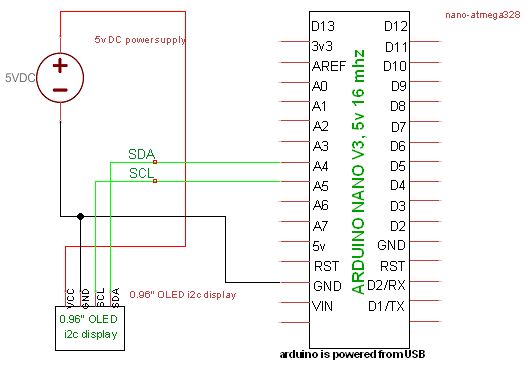 nano-atmega328
5v DC power supply
5VDC
D13 D12
3v3 D11
AREF D10
A0 D9
A1 D8
A2 D7
A3 D6
A4 D5
A5 D4
A6 D3
A7 D2
5v GND
RST RST
GND D2/RX
VIN D1/TX
ARDUINO NANO V3, 5v 16 mhz
SDA
SCL
VCC
GND
SCL
SDA
0.96" OLED i2c display
0.96" OLED
i2c display
arduino is powered from USB